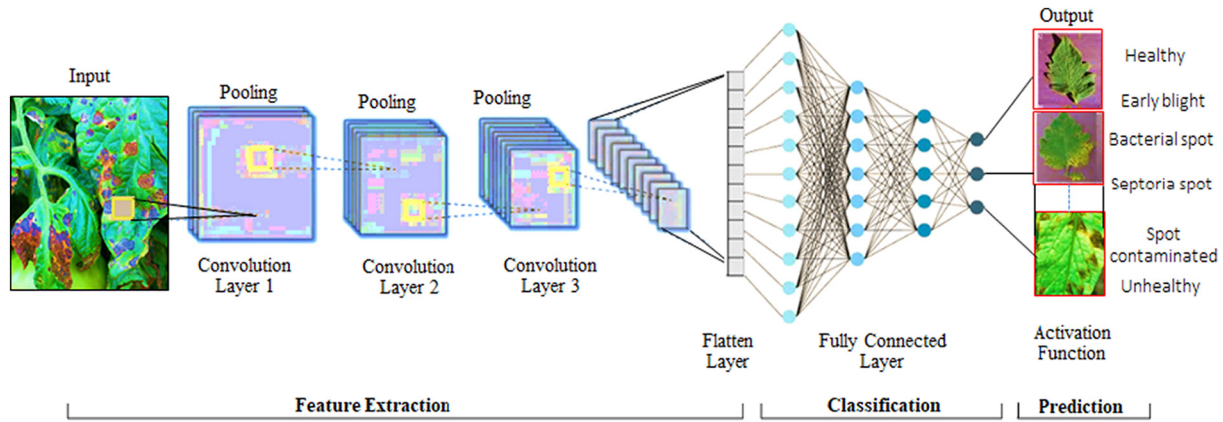 Input
Pooling
Pooling
Pooling
Output
Healthy
Early blight
Bacterial spot
Septoria spot
Spot
contaminated
Unhealthy
Convolution
Layer 1
Convolution
Layer 2
Convolution
Layer 3
Flatten
Layer
Fully Connected
Layer
Activation
Function
Feature Extraction
Classification
Prediction